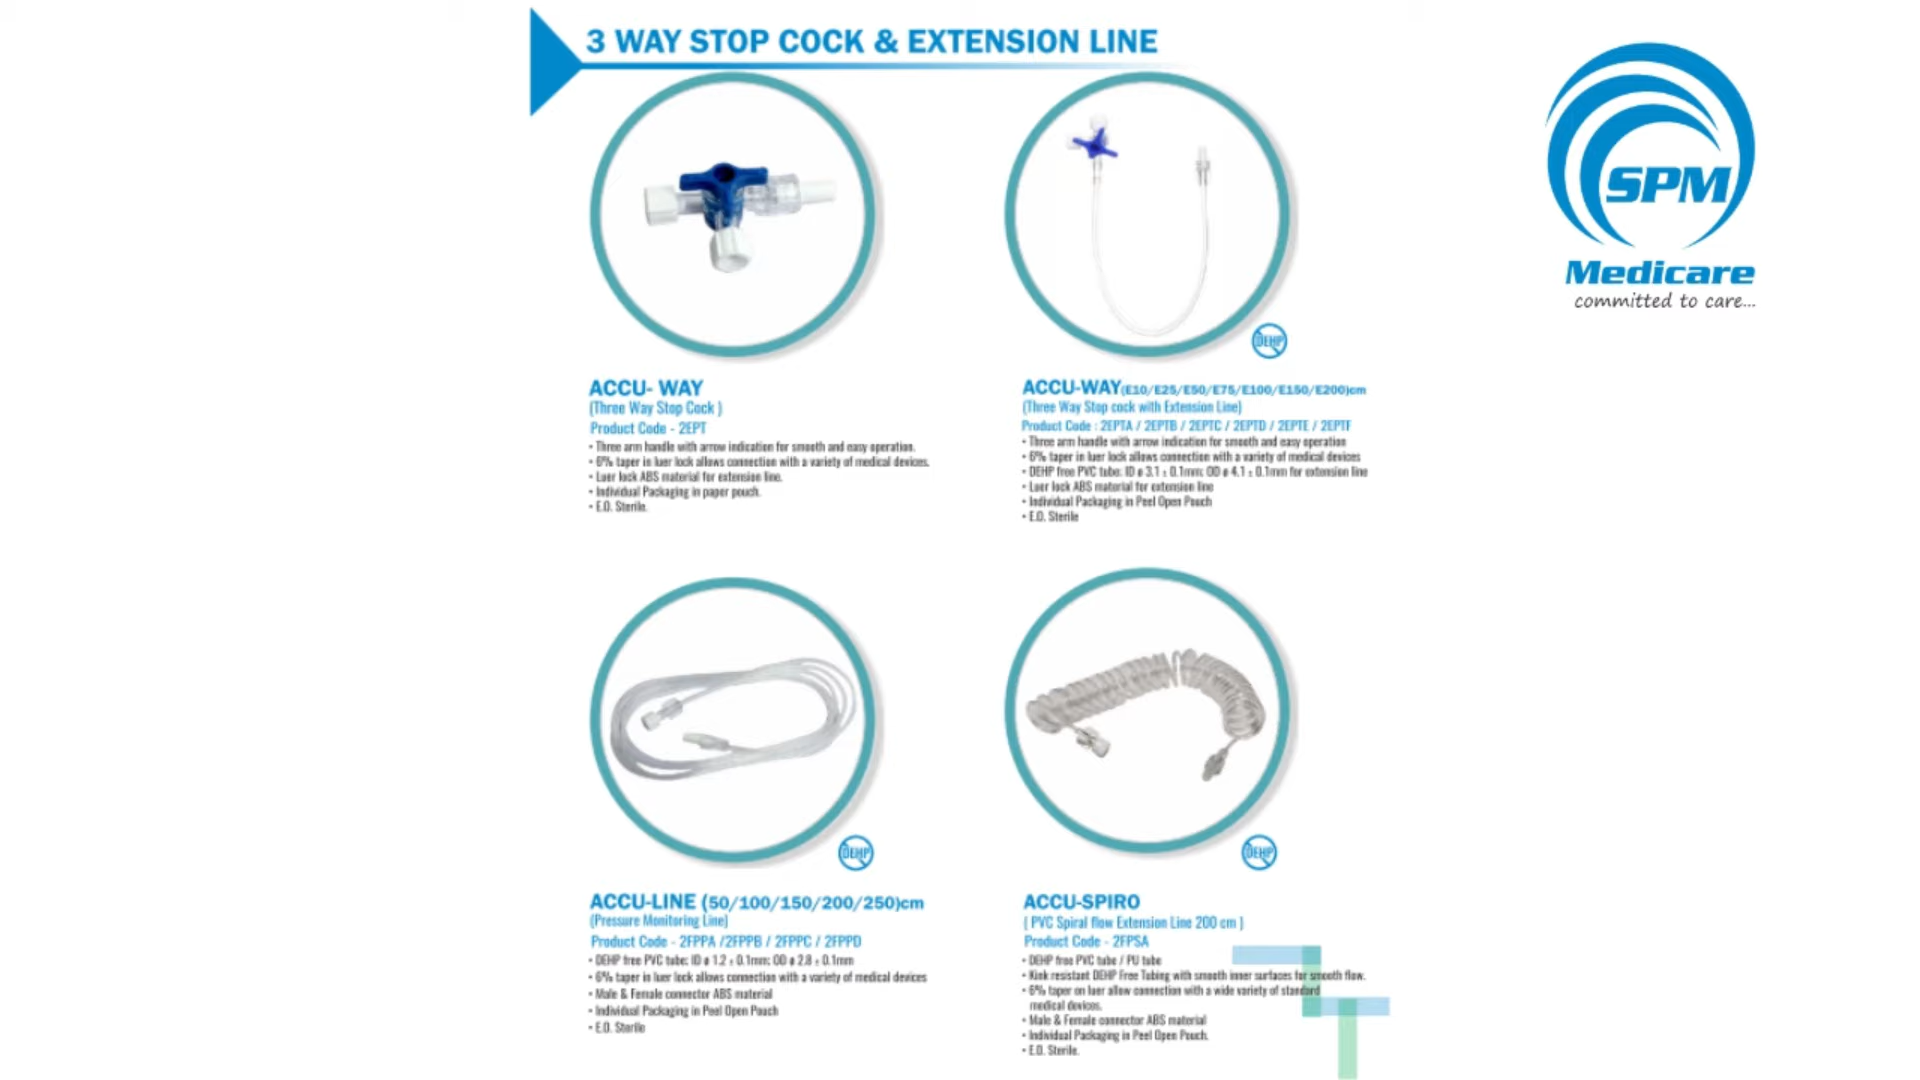 3 WAY STOP COCK & EXTENSION LINE
SPM
Medicare
committed to care...
DEHP
ACCU- WAY
(Three Way Stop Cock )
Product Code - 2EPT
• Three arm handle with arrow indication for smooth and easy operation.
• 6% taper in luer lock allows connection with a variety of medical devices.
• Luer lock ABS material for extension line.
• Individual Packaging in paper pouch.
• E.O. Sterile.
ACCU-WAY(E10/E25/E50/E75/E100/E150/E200)cm
(Three Way Stop cock with Extension Line)
Product Code : 2EPTA / 2EPTB / 2EPTC / 2EPTD / 2EPTE / 2EPTF
• Three arm handle with arrow indication for smooth and easy operation
• 6% taper in luer lock allows connection with a variety of medical devices
• DEHP free PVC tube: ID ø 3.1 ± 0.1mm; OD ø 4.1 ± 0.1mm for extension line
• Luer lock ABS material for extension line
• Individual Packaging in Peel Open Pouch
• E.O. Sterile
DEHP
DEHP
ACCU-LINE (50/100/150/200/250)cm
(Pressure Monitoring Line)
Product Code - 2FPPA /2FPPB / 2FPPC / 2FPPD
• DEHP free PVC tube: ID ø 1.2 ± 0.1mm; OD ø 2.8 ± 0.1mm
• 6% taper in luer lock allows connection with a variety of medical devices
• Male & Female connector ABS material
• Individual Packaging in Peel Open Pouch
• E.O. Sterile
ACCU-SPIRO
( PVC Spiral flow Extension Line 200 cm )
Product Code - 2FPSA
• DEHP free PVC tube / PU tube
• Kink resistant DEHP Free Tubing with smooth inner surfaces for smooth flow.
• 6% taper on luer allow connection with a wide variety of standard
medical devices.
• Male & Female connector ABS material
• Individual Packaging in Peel Open Pouch.
• E.O. Sterile.